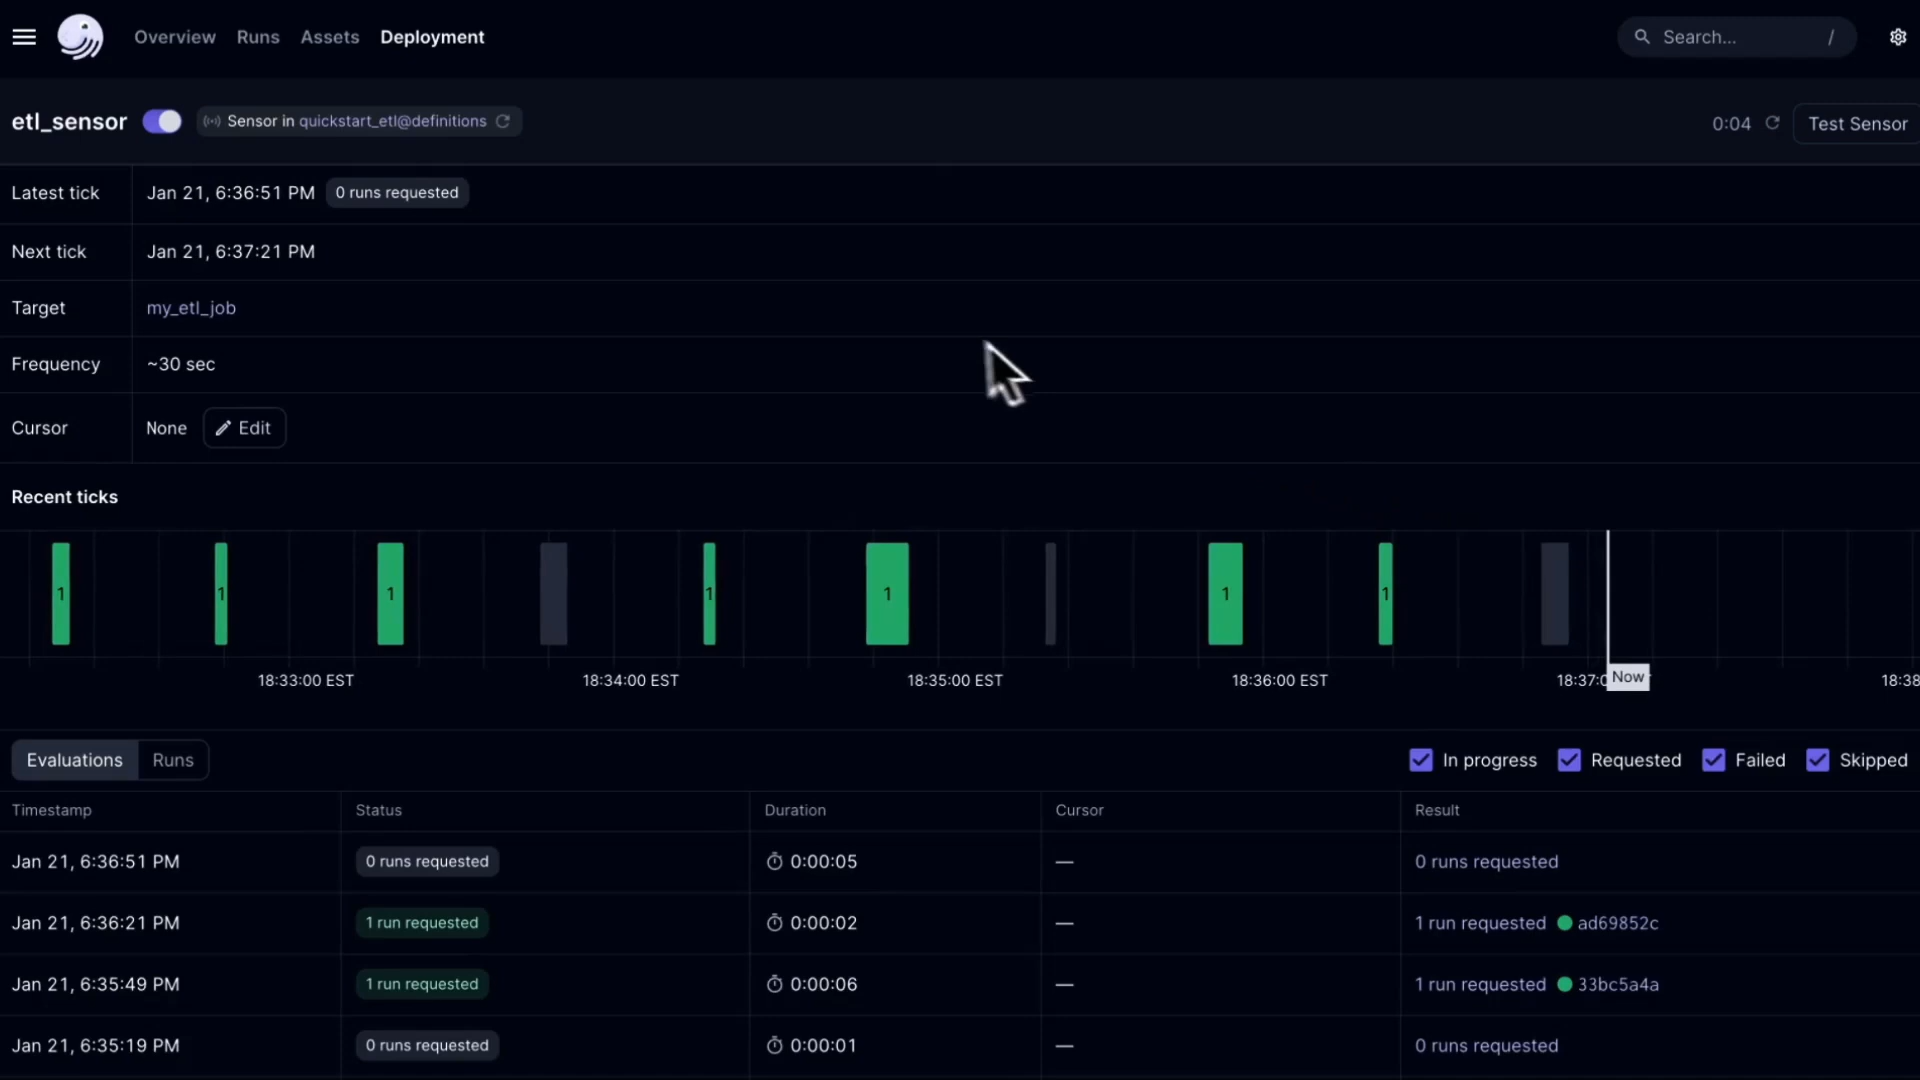 Overview Runs Assets Deployment Search... /
etl_sensor Sensor in quickstart_etl@definitions 0:04 Test Sensor
Latest tick Jan 21, 6:36:51 PM 0 runs requested
Next tick Jan 21, 6:37:21 PM
Target my_etl_job
Frequency ~30 sec
Cursor None Edit
Recent ticks
1 1 1 1 1 1 1
18:33:00 EST 18:34:00 EST 18:35:00 EST 18:36:00 EST 18:37:0 Now 18:38
Evaluations Runs In progress Requested Failed Skipped
Timestamp Status Duration Cursor Result
Jan 21, 6:36:51 PM 0 runs requested 0:00:05 — 0 runs requested
Jan 21, 6:36:21 PM 1 run requested 0:00:02 — 1 run requested ad69852c
Jan 21, 6:35:49 PM 1 run requested 0:00:06 — 1 run requested 33bc5a4a
Jan 21, 6:35:19 PM 0 runs requested 0:00:01 — 0 runs requested